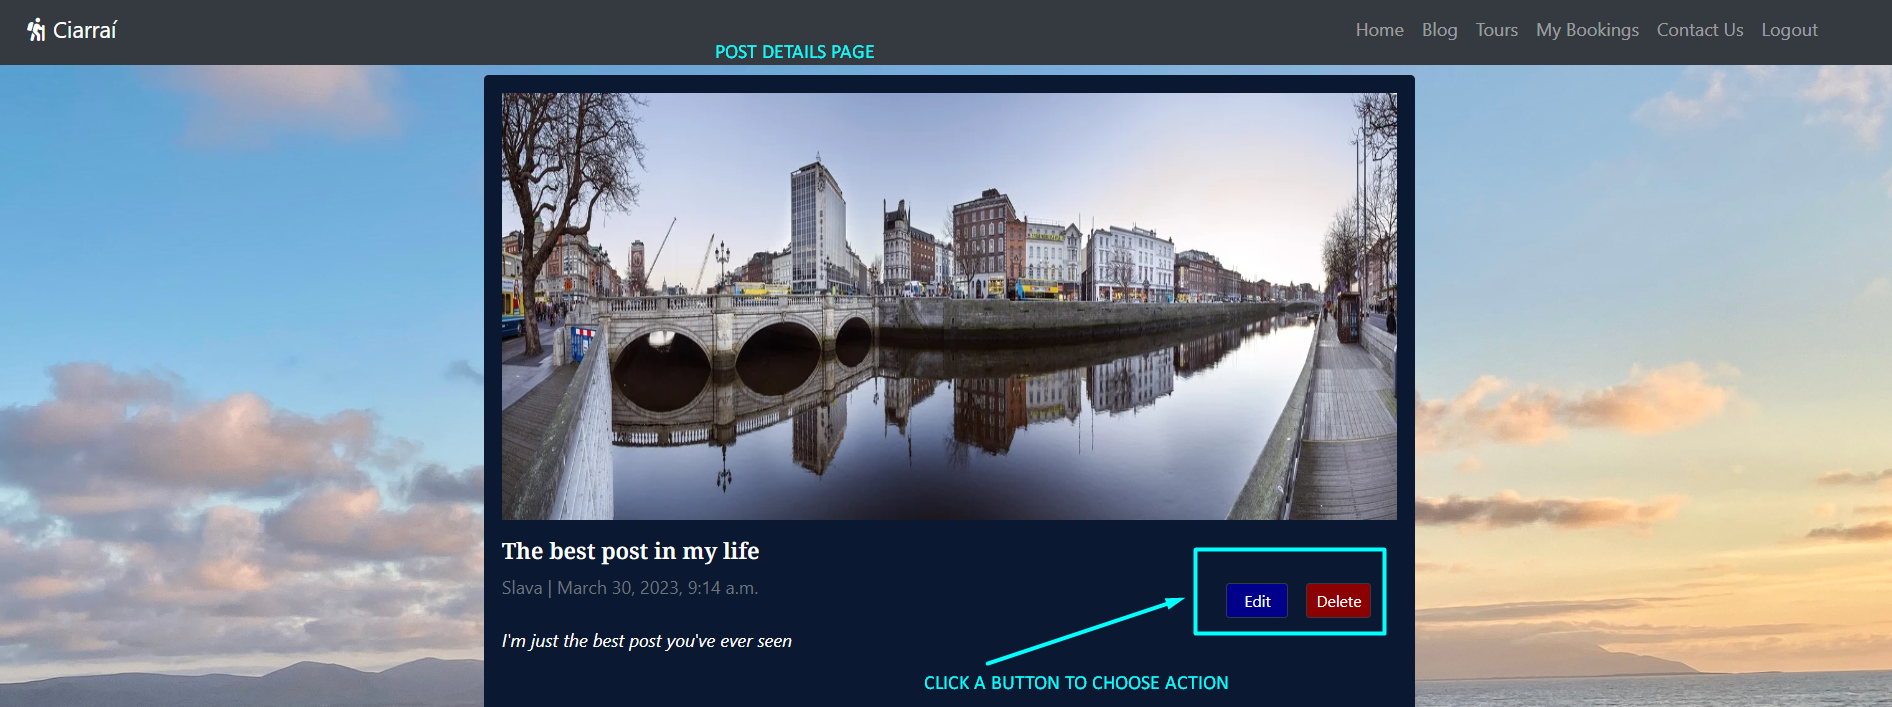 Ciarraí
Home Blog Tours My Bookings Contact Us Logout
POST DETAILS PAGE
The best post in my life
Slava | March 30, 2023, 9:14 a.m.
Edit Delete
I'm just the best post you've ever seen
CLICK A BUTTON TO CHOOSE ACTION